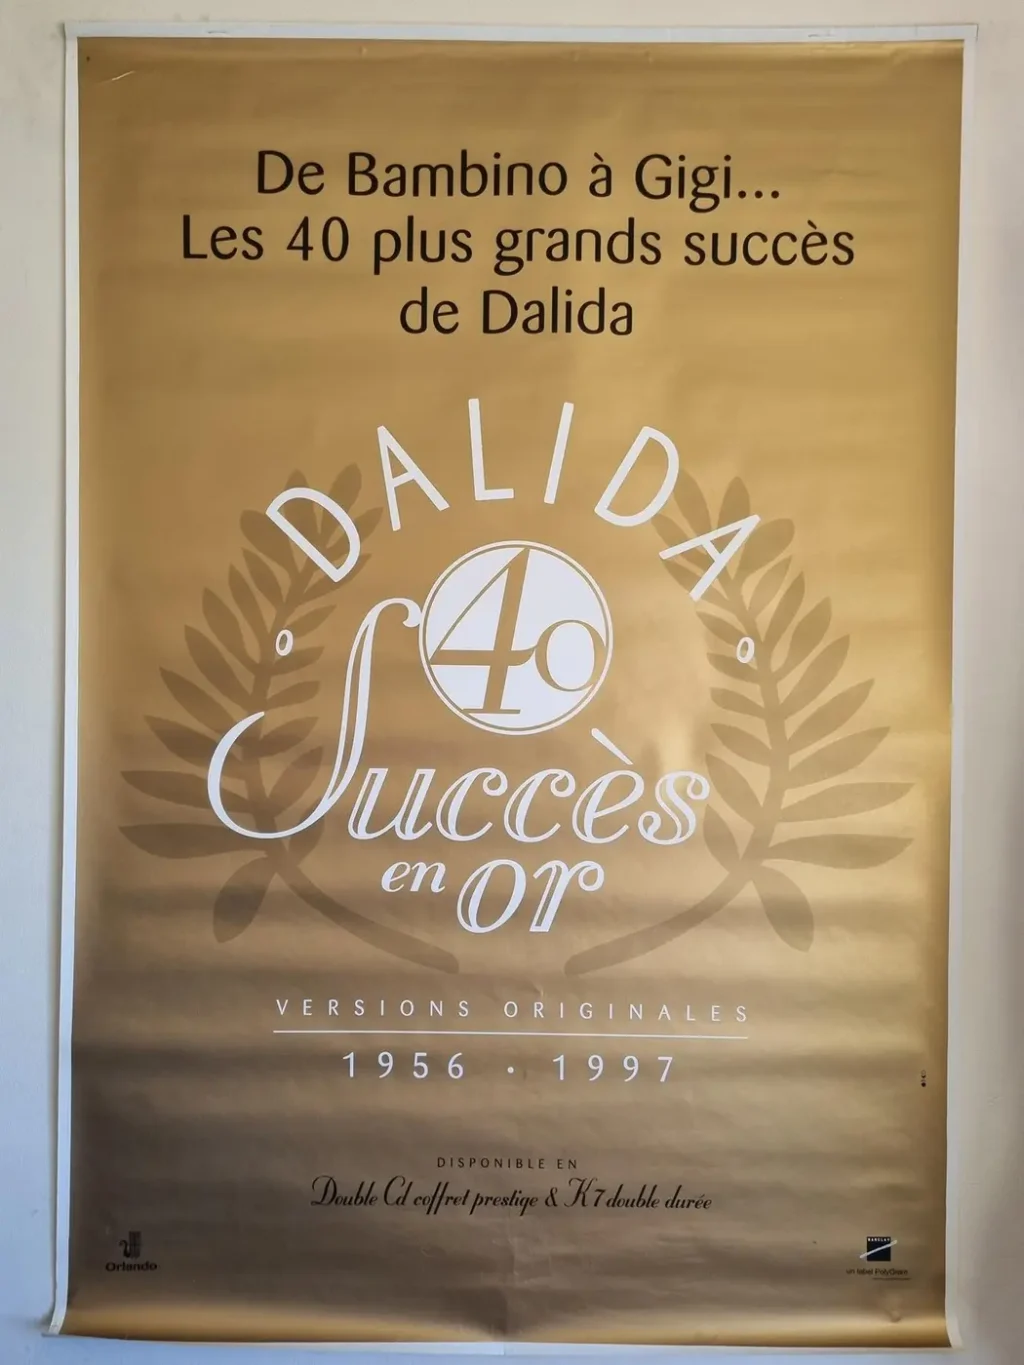 De Bambino à Gigi...
Les 40 plus grands succès
de Dalida
DALIDA
40
Succès
en or
VERSIONS ORIGINALES
1956 • 1997
DISPONIBLE EN
Double Cd coffret prestige & K7 double durée
Orlando
BARCLAY
un label PolyGram